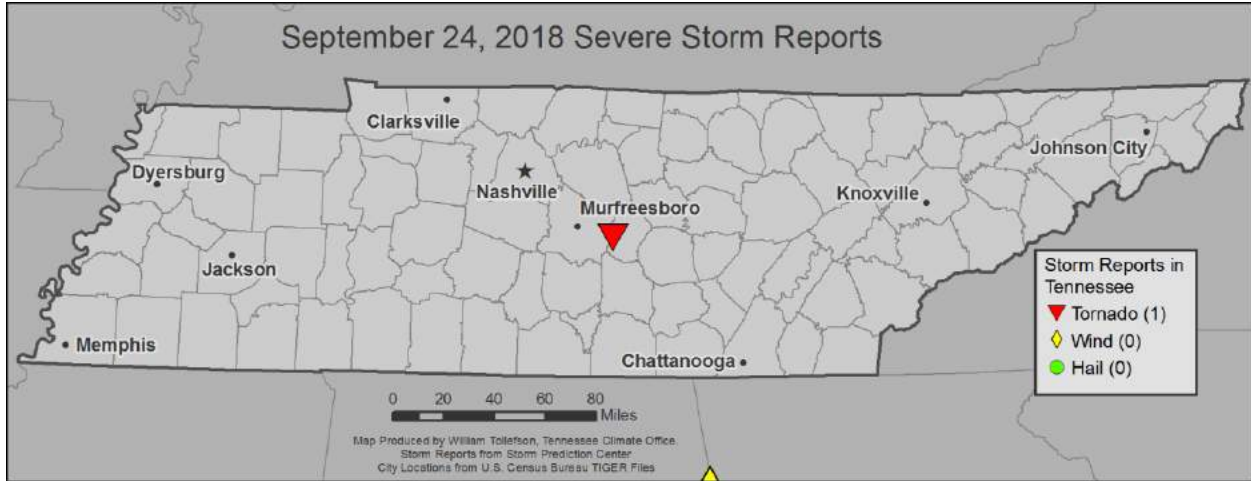 September 24, 2018 Severe Storm Reports
Clarksville
Johnson City
Dyersburg
Nashville
Knoxville
Murfreesboro
Jackson
Storm Reports in
Tennessee
Tornado (1)
Wind (0)
Hail (0)
Memphis
Chattanooga
0 20 40 60 80
Miles
Map Produced by William Tollefson, Tennessee Climate Office.
Storm Reports from Storm Prediction Center
City Locations from U.S. Census Bureau TIGER Files